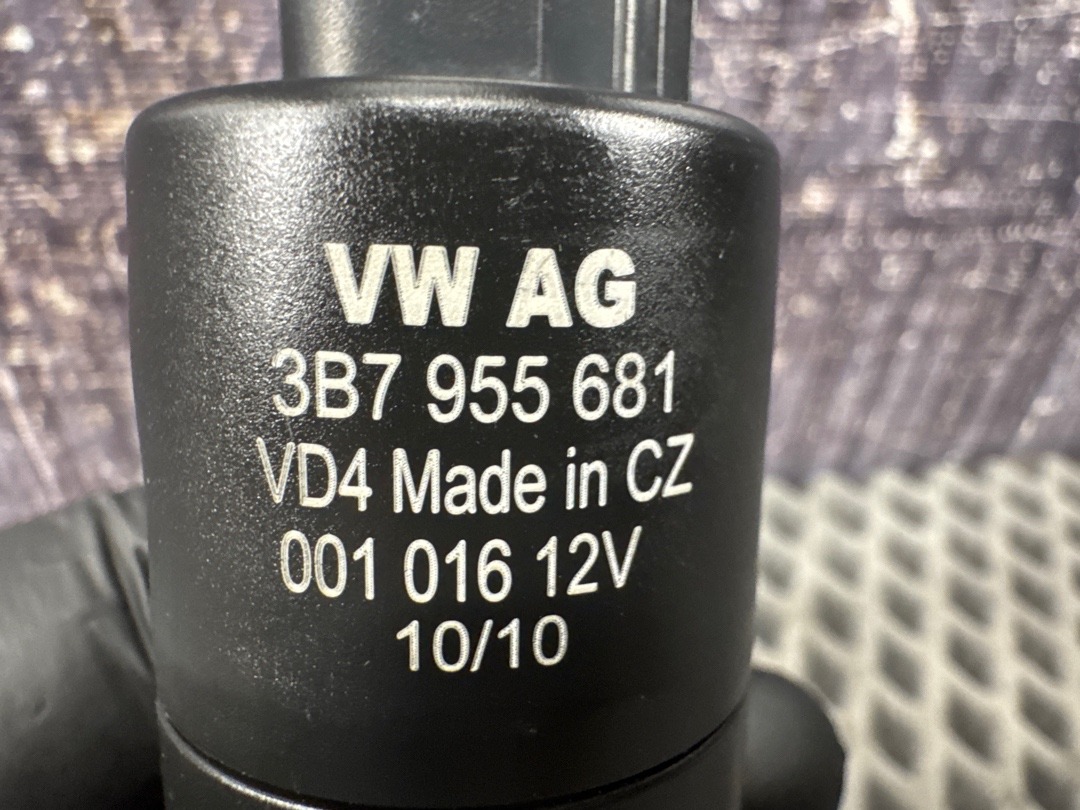 VW AG
3B7 955 681
VD4 Made in CZ
001 016 12V
10/10